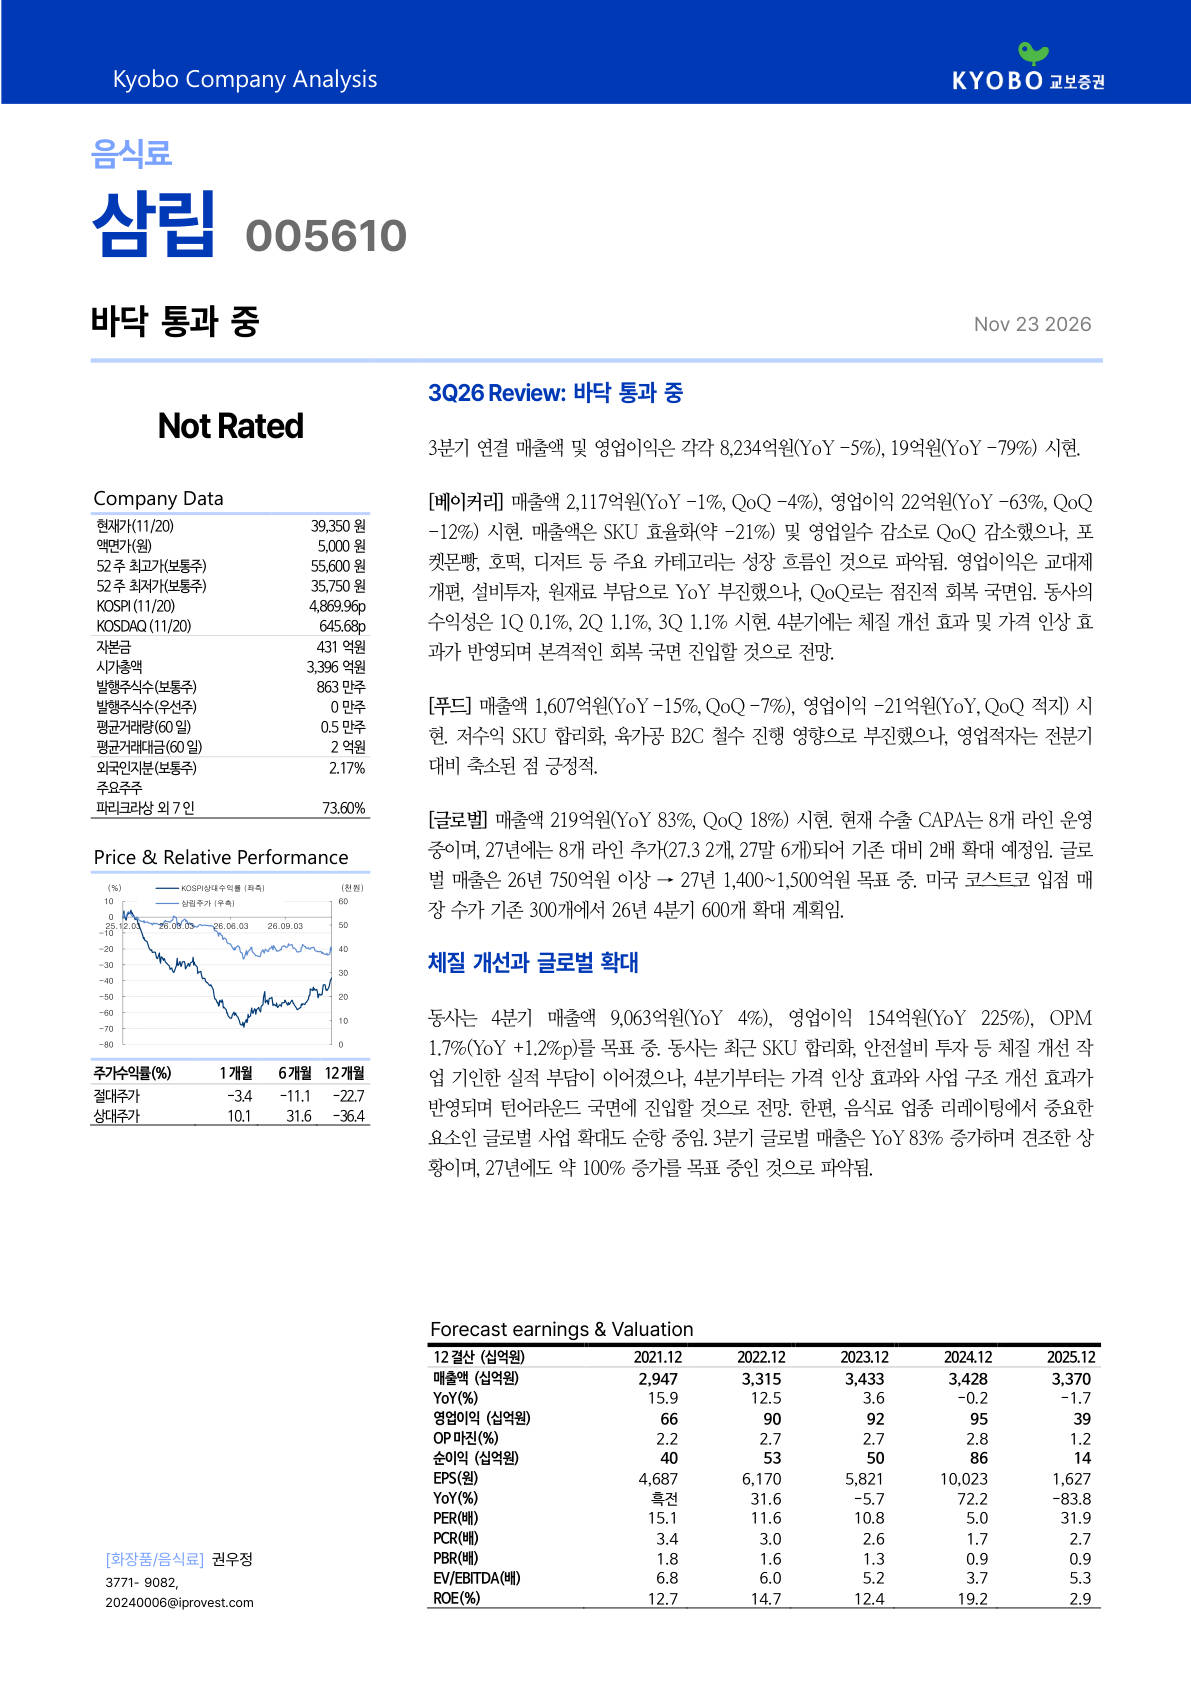 Kyobo Company Analysis
KYOBO 교보증권
음식료
삼립 005610
바닥 통과 중
Nov 23 2026
Not Rated
Company Data
현재가(11/20) 39,350 원
액면가(원) 5,000 원
52 주 최고가(보통주) 55,600 원
52 주 최저가(보통주) 35,750 원
KOSPI (11/20) 4,869.96p
KOSDAQ (11/20) 645.68p
자본금 431 억원
시가총액 3,396 억원
발행주식수(보통주) 863 만주
발행주식수(우선주) 0 만주
평균거래량(60 일) 0.5 만주
평균거래대금(60 일) 2 억원
외국인지분(보통주) 2.17%
주요주주
파리크라상 외 7 인 73.60%
Price & Relative Performance
(%) KOSPI상대수익률 (좌축) (천원)
삼립주가 (우측)
10 60
0
25.12.03 26.03.03 26.06.03 26.09.03 50
-10
-20 40
-30 30
-40
-50 20
-60 10
-70
-80 0
주가수익률(%) 1 개월 6 개월 12 개월
절대주가 -3.4 -11.1 -22.7
상대주가 10.1 31.6 -36.4
3Q26 Review: 바닥 통과 중
3분기 연결 매출액 및 영업이익은 각각 8,234억원(YoY -5%), 19억원(YoY -79%) 시현.
[베이커리] 매출액 2,117억원(YoY -1%, QoQ -4%), 영업이익 22억원(YoY -63%, QoQ
-12%) 시현. 매출액은 SKU 효율화(약 -21%) 및 영업일수 감소로 QoQ 감소했으나, 포
켓몬빵, 호떡, 디저트 등 주요 카테고리는 성장 흐름인 것으로 파악됨. 영업이익은 교대제
개편, 설비투자, 원재료 부담으로 YoY 부진했으나, QoQ로는 점진적 회복 국면임. 동사의
수익성은 1Q 0.1%, 2Q 1.1%, 3Q 1.1% 시현. 4분기에는 체질 개선 효과 및 가격 인상 효
과가 반영되며 본격적인 회복 국면 진입할 것으로 전망.
[푸드] 매출액 1,607억원(YoY -15%, QoQ -7%), 영업이익 -21억원(YoY, QoQ 적지) 시
현. 저수익 SKU 합리화, 육가공 B2C 철수 진행 영향으로 부진했으나, 영업적자는 전분기
대비 축소된 점 긍정적.
[글로벌] 매출액 219억원(YoY 83%, QoQ 18%) 시현. 현재 수출 CAPA는 8개 라인 운영
중이며, 27년에는 8개 라인 추가(27.3 2개, 27말 6개)되어 기존 대비 2배 확대 예정임. 글로
벌 매출은 26년 750억원 이상 → 27년 1,400~1,500억원 목표 중. 미국 코스트코 입점 매
장 수가 기존 300개에서 26년 4분기 600개 확대 계획임.
체질 개선과 글로벌 확대
동사는 4분기 매출액 9,063억원(YoY 4%), 영업이익 154억원(YoY 225%), OPM
1.7%(YoY +1.2%p)를 목표 중. 동사는 최근 SKU 합리화, 안전설비 투자 등 체질 개선 작
업 기인한 실적 부담이 이어졌으나, 4분기부터는 가격 인상 효과와 사업 구조 개선 효과가
반영되며 턴어라운드 국면에 진입할 것으로 전망. 한편, 음식료 업종 리레이팅에서 중요한
요소인 글로벌 사업 확대도 순항 중임. 3분기 글로벌 매출은 YoY 83% 증가하며 견조한 상
황이며, 27년에도 약 100% 증가를 목표 중인 것으로 파악됨.
Forecast earnings & Valuation
12 결산 (십억원) 2021.12 2022.12 2023.12 2024.12 2025.12
매출액 (십억원) 2,947 3,315 3,433 3,428 3,370
YoY(%) 15.9 12.5 3.6 -0.2 -1.7
영업이익 (십억원) 66 90 92 95 39
OP 마진(%) 2.2 2.7 2.7 2.8 1.2
순이익 (십억원) 40 53 50 86 14
EPS(원) 4,687 6,170 5,821 10,023 1,627
YoY(%) 흑전 31.6 -5.7 72.2 -83.8
PER(배) 15.1 11.6 10.8 5.0 31.9
PCR(배) 3.4 3.0 2.6 1.7 2.7
PBR(배) 1.8 1.6 1.3 0.9 0.9
EV/EBITDA(배) 6.8 6.0 5.2 3.7 5.3
ROE(%) 12.7 14.7 12.4 19.2 2.9
[화장품/음식료] 권우정
3771- 9082,
20240006@iprovest.com